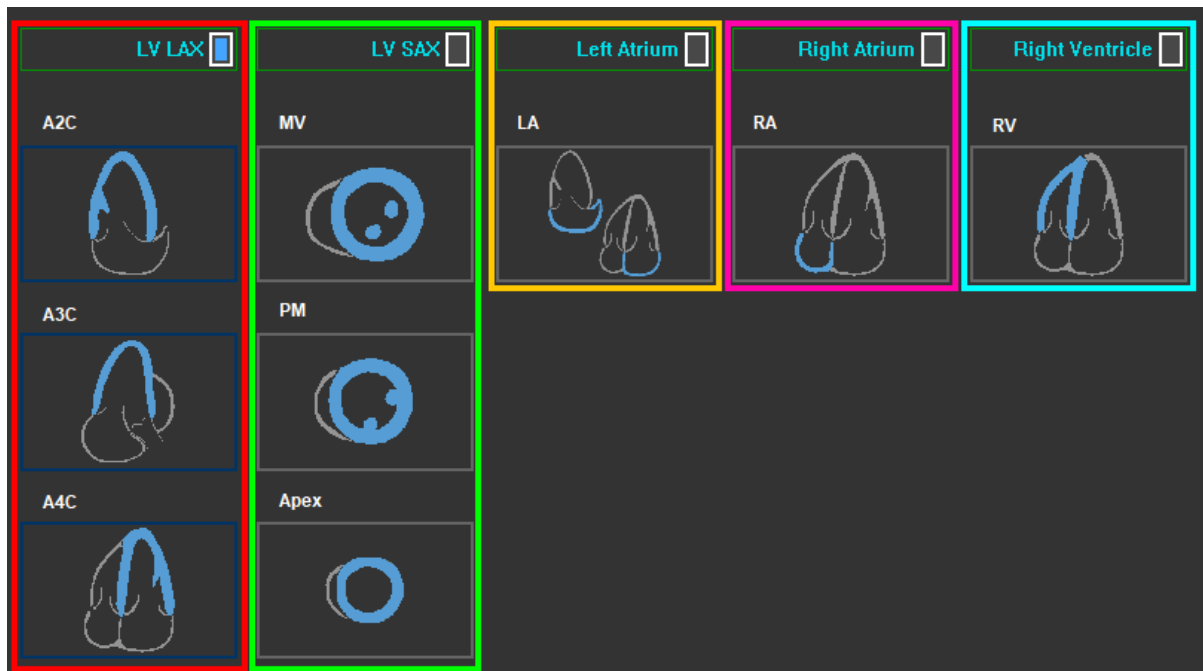 LV LAX
LV SAX
Left Atrium
Right Atrium
Right Ventricle
A2C
MV
LA
RA
RV
A3C
PM
A4C
Apex